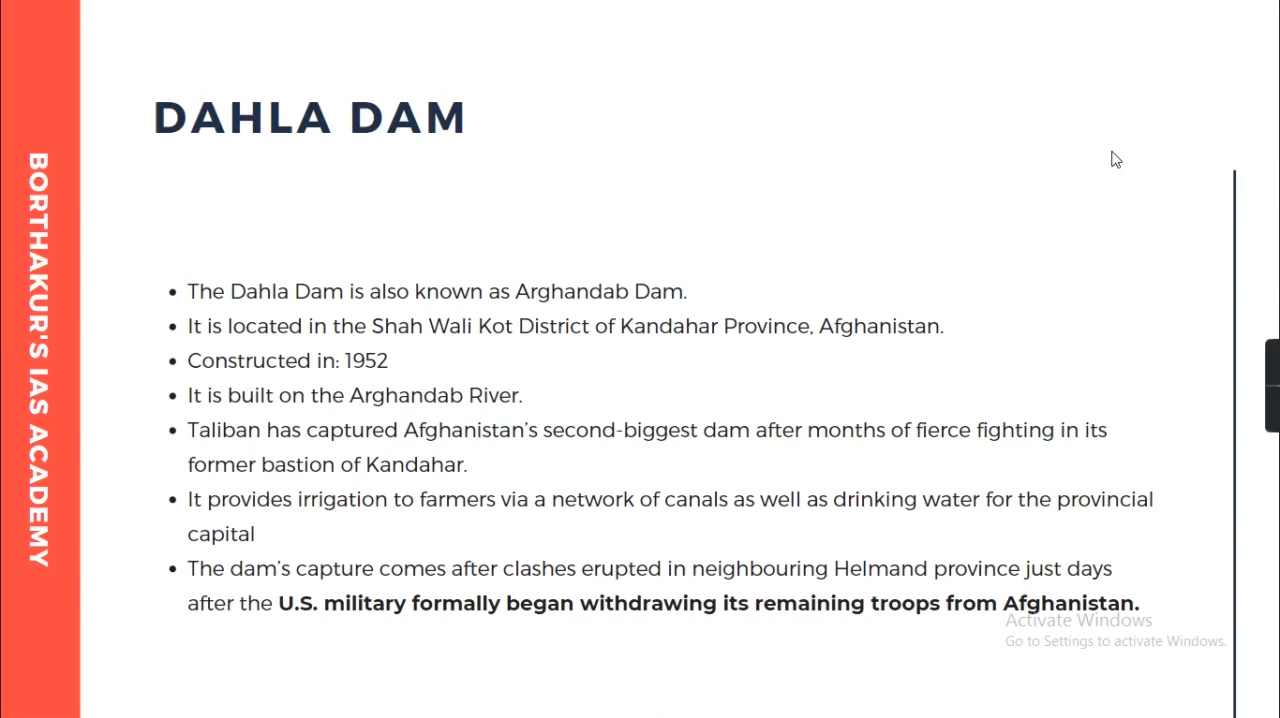 BORTHAKUR'S IAS ACADEMY
DAHLA DAM
• The Dahla Dam is also known as Arghandab Dam.
• It is located in the Shah Wali Kot District of Kandahar Province, Afghanistan.
• Constructed in: 1952
• It is built on the Arghandab River.
• Taliban has captured Afghanistan’s second-biggest dam after months of fierce fighting in its
former bastion of Kandahar.
• It provides irrigation to farmers via a network of canals as well as drinking water for the provincial
capital
• The dam’s capture comes after clashes erupted in neighbouring Helmand province just days
after the U.S. military formally began withdrawing its remaining troops from Afghanistan.
Activate Windows
Go to Settings to activate Windows.